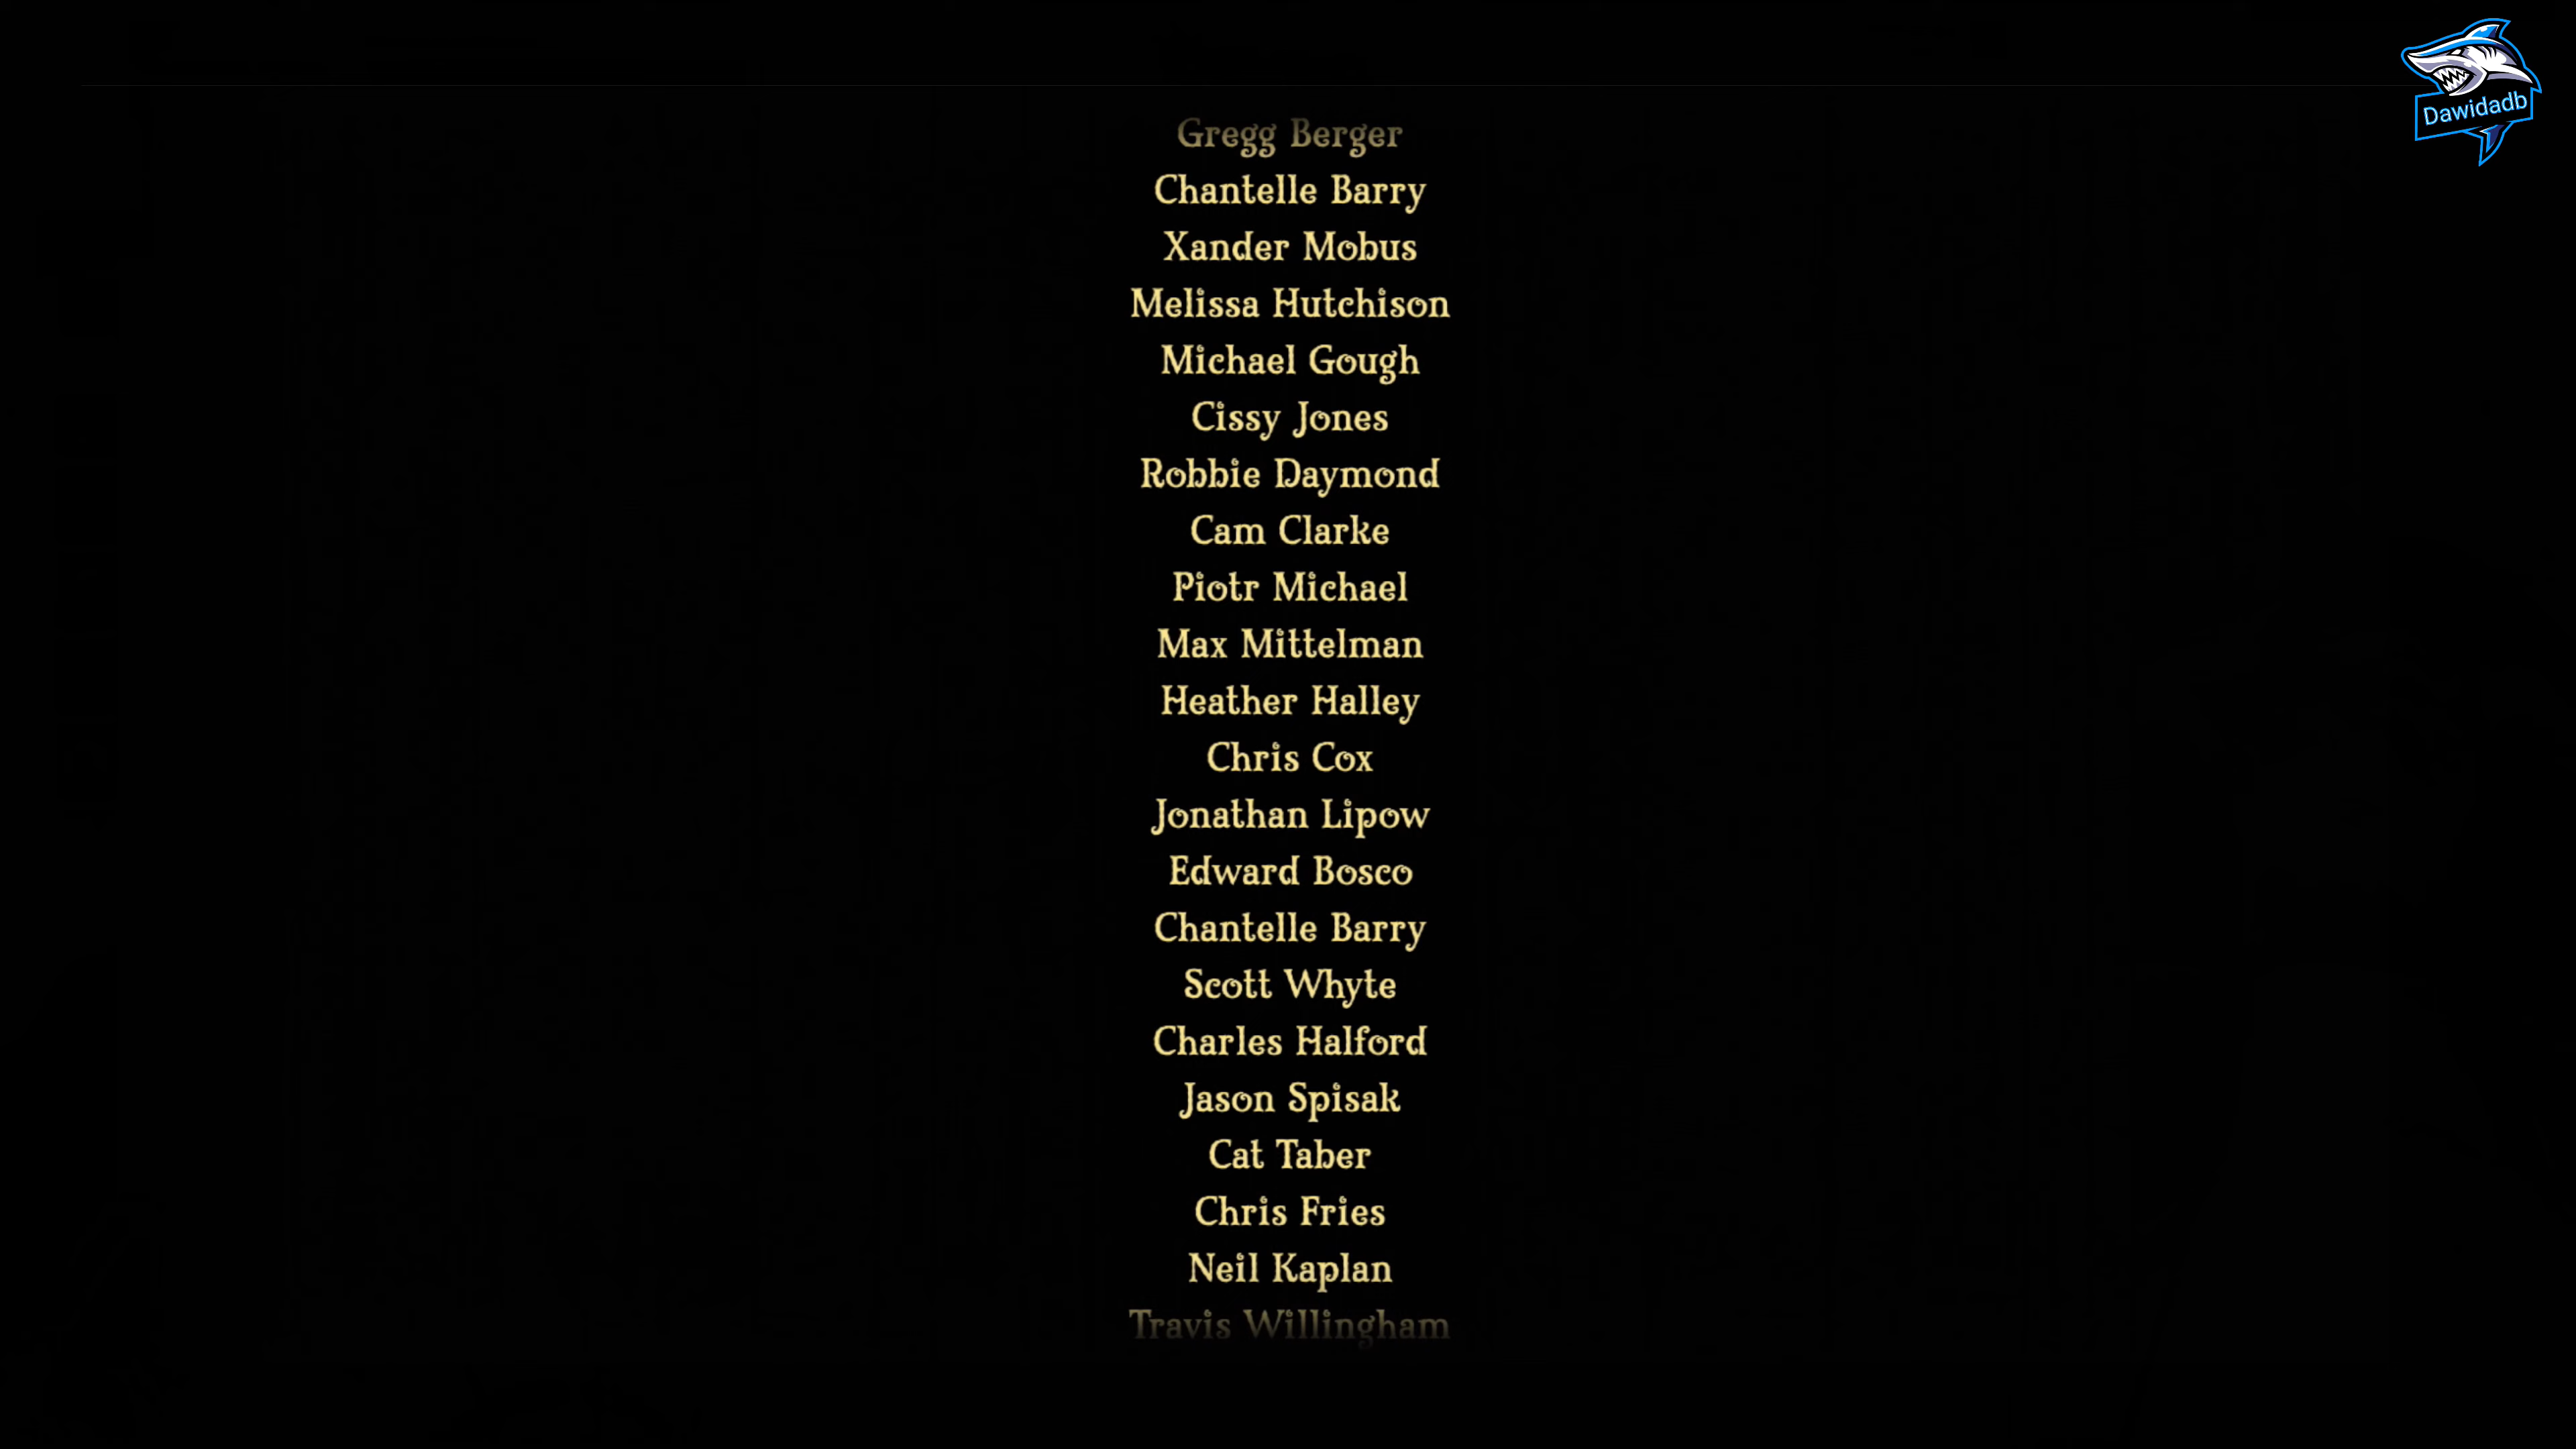 Dawidadb
Gregg Berger
Chantelle Barry
Xander Mobus
Melissa Hutchison
Michael Gough
Cissy Jones
Robbie Daymond
Cam Clarke
Piotr Michael
Max Mittelman
Heather Halley
Chris Cox
Jonathan Lipow
Edward Bosco
Chantelle Barry
Scott Whyte
Charles Halford
Jason Spisak
Cat Taber
Chris Fries
Neil Kaplan
Travis Willingham